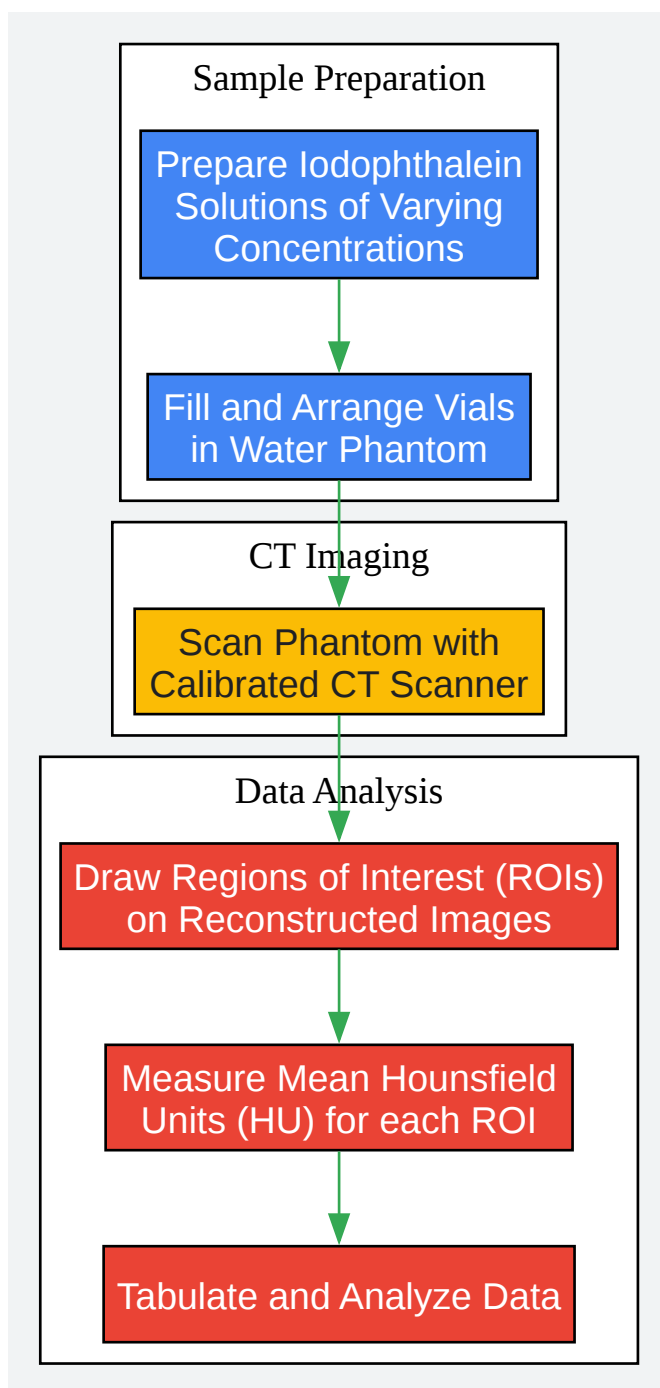 Sample Preparation
Prepare Iodophthalein
Solutions of Varying
Concentrations
Fill and Arrange Vials
in Water Phantom
CT Imaging
Scan Phantom with
Calibrated CT Scanner
Data Analysis
Draw Regions of Interest (ROIs)
on Reconstructed Images
Measure Mean Hounsfield
Units (HU) for each ROI
Tabulate and Analyze Data